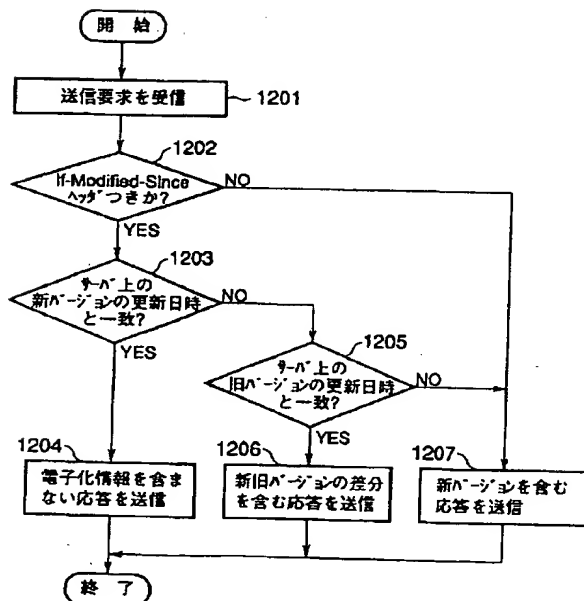 開 始
送信要求を受信
1201
1202
If-Modified-Since
ヘッダつきか?
NO
YES
1203
サーバ上の
新バージョンの更新日時
と一致?
NO
YES
1205
サーバ上の
旧バージョンの更新日時
と一致?
NO
YES
1204
電子化情報を含ま
ない応答を送信
1206
新旧バージョンの差分
を含む応答を送信
1207
新バージョンを含む
応答を送信
終 了